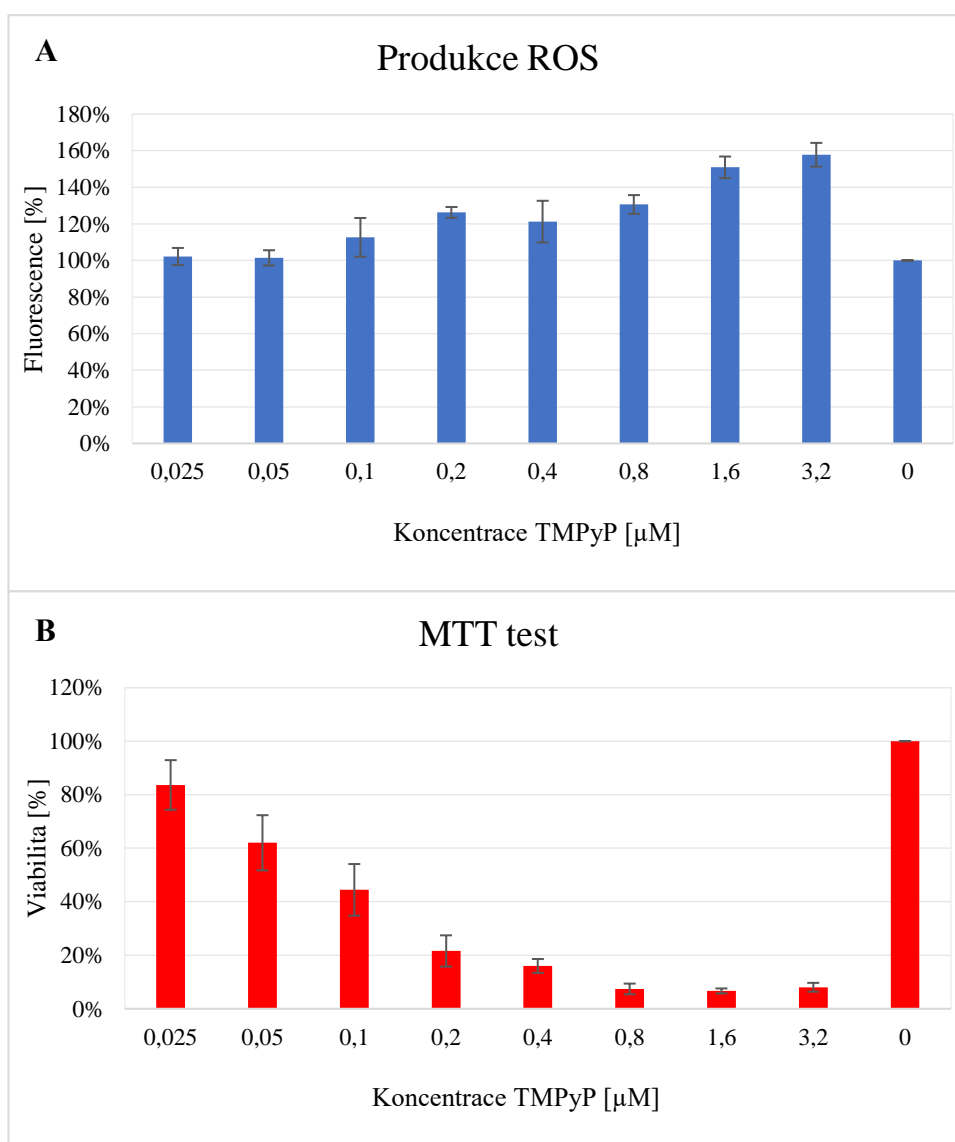 A
Produkce ROS
Fluorescence [%]
180%
160%
140%
120%
100%
80%
60%
40%
20%
0%
0,025 0,05 0,1 0,2 0,4 0,8 1,6 3,2 0
Koncentrace TMPyP [µM]
B
MTT test
Viabilita [%]
120%
100%
80%
60%
40%
20%
0%
0,025 0,05 0,1 0,2 0,4 0,8 1,6 3,2 0
Koncentrace TMPyP [µM]